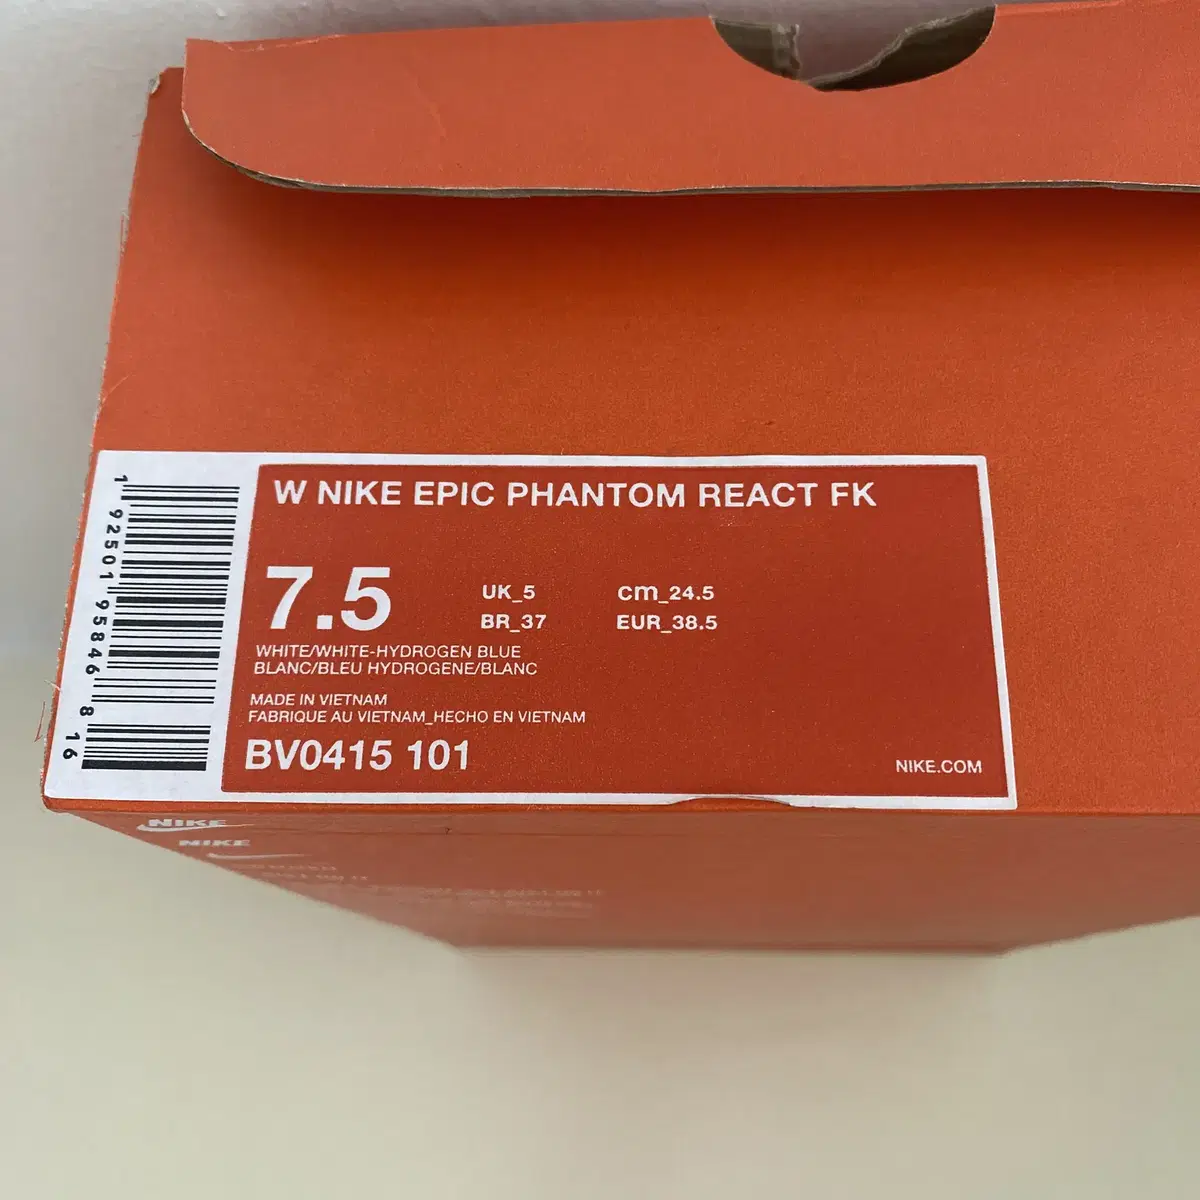 W NIKE EPIC PHANTOM REACT FK
7.5
UK_5
cm_24.5
BR_37
EUR_38.5
WHITE/WHITE-HYDROGEN BLUE
BLANC/BLEU HYDROGENE/BLANC
MADE IN VIETNAM
FABRIQUE AU VIETNAM_HECHO EN VIETNAM
BV0415 101
NIKE.COM
1 92501 95846 8 16
NIKE
NIKE